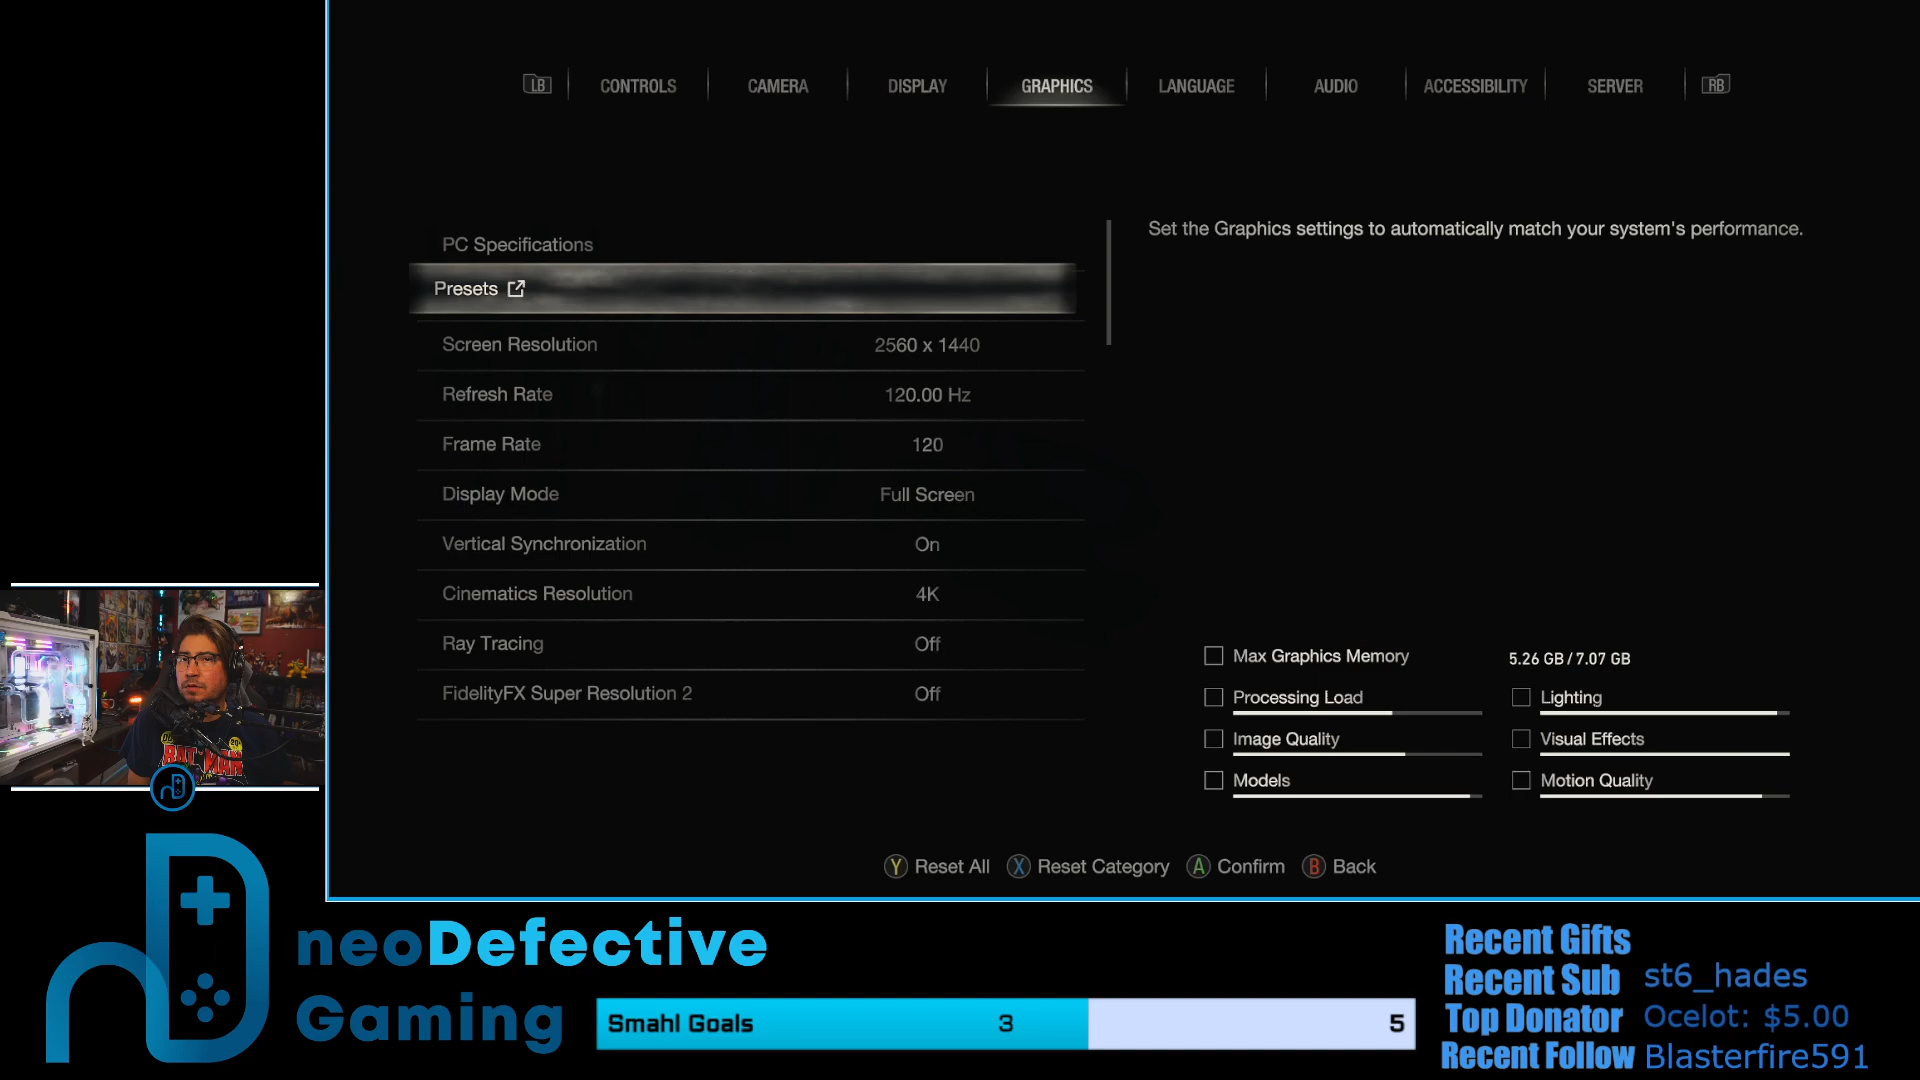 LB CONTROLS CAMERA DISPLAY GRAPHICS LANGUAGE AUDIO ACCESSIBILITY SERVER RB
PC Specifications
Presets
Screen Resolution 2560 x 1440
Refresh Rate 120.00 Hz
Frame Rate 120
Display Mode Full Screen
Vertical Synchronization On
Cinematics Resolution 4K
Ray Tracing Off
FidelityFX Super Resolution 2 Off
Set the Graphics settings to automatically match your system's performance.
Max Graphics Memory 5.26 GB / 7.07 GB
Processing Load Lighting
Image Quality Visual Effects
Models Motion Quality
Y Reset All X Reset Category A Confirm B Back
BATMAN
nD
neoDefective
Gaming
Smahl Goals 3 5
Recent Gifts
Recent Sub st6_hades
Top Donator Ocelot: $5.00
Recent Follow Blasterfire591